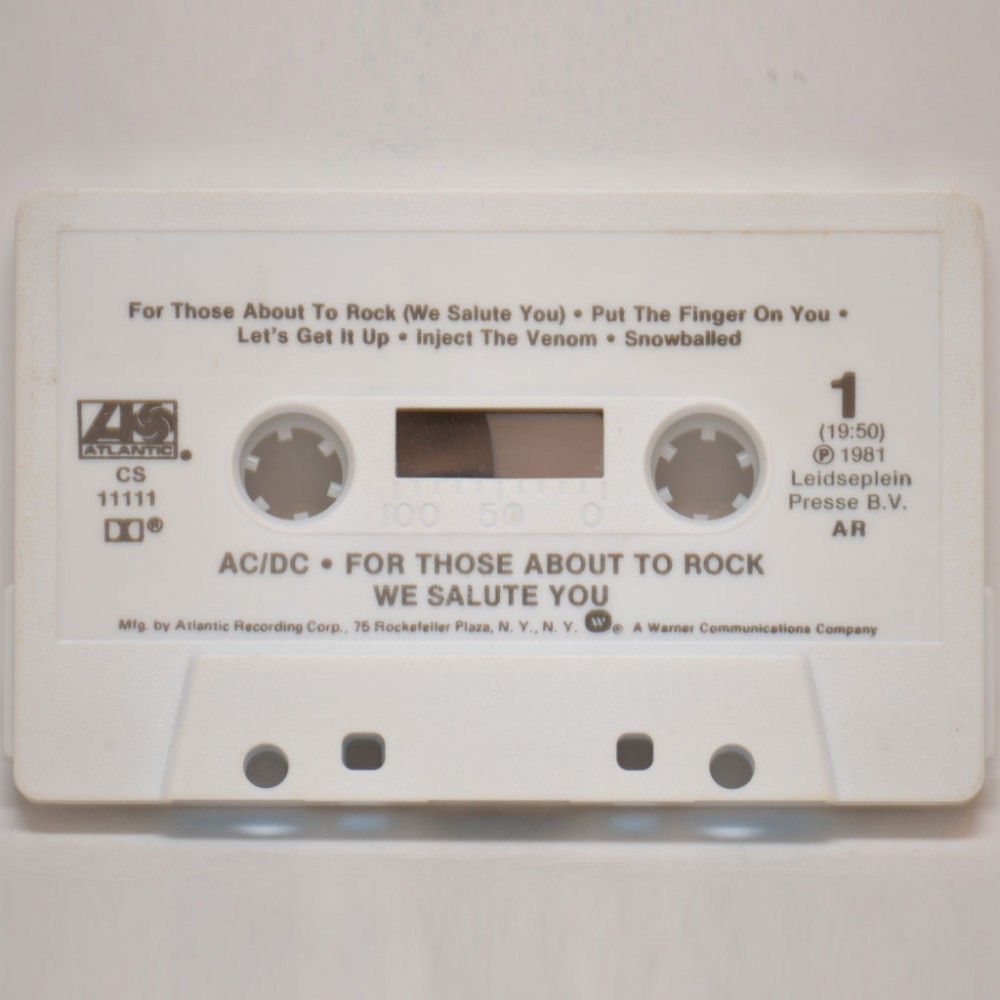 For Those About To Rock (We Salute You) • Put The Finger On You •
Let's Get It Up • Inject The Venom • Snowballed
ATLANTIC
CS
11111
®
1
(19:50)
℗ 1981
Leidseplein
Presse B.V.
AR
100 50 0
AC/DC • FOR THOSE ABOUT TO ROCK
WE SALUTE YOU
Mfg. by Atlantic Recording Corp., 75 Rockefeller Plaza, N. Y., N. Y. ® A Warner Communications Company